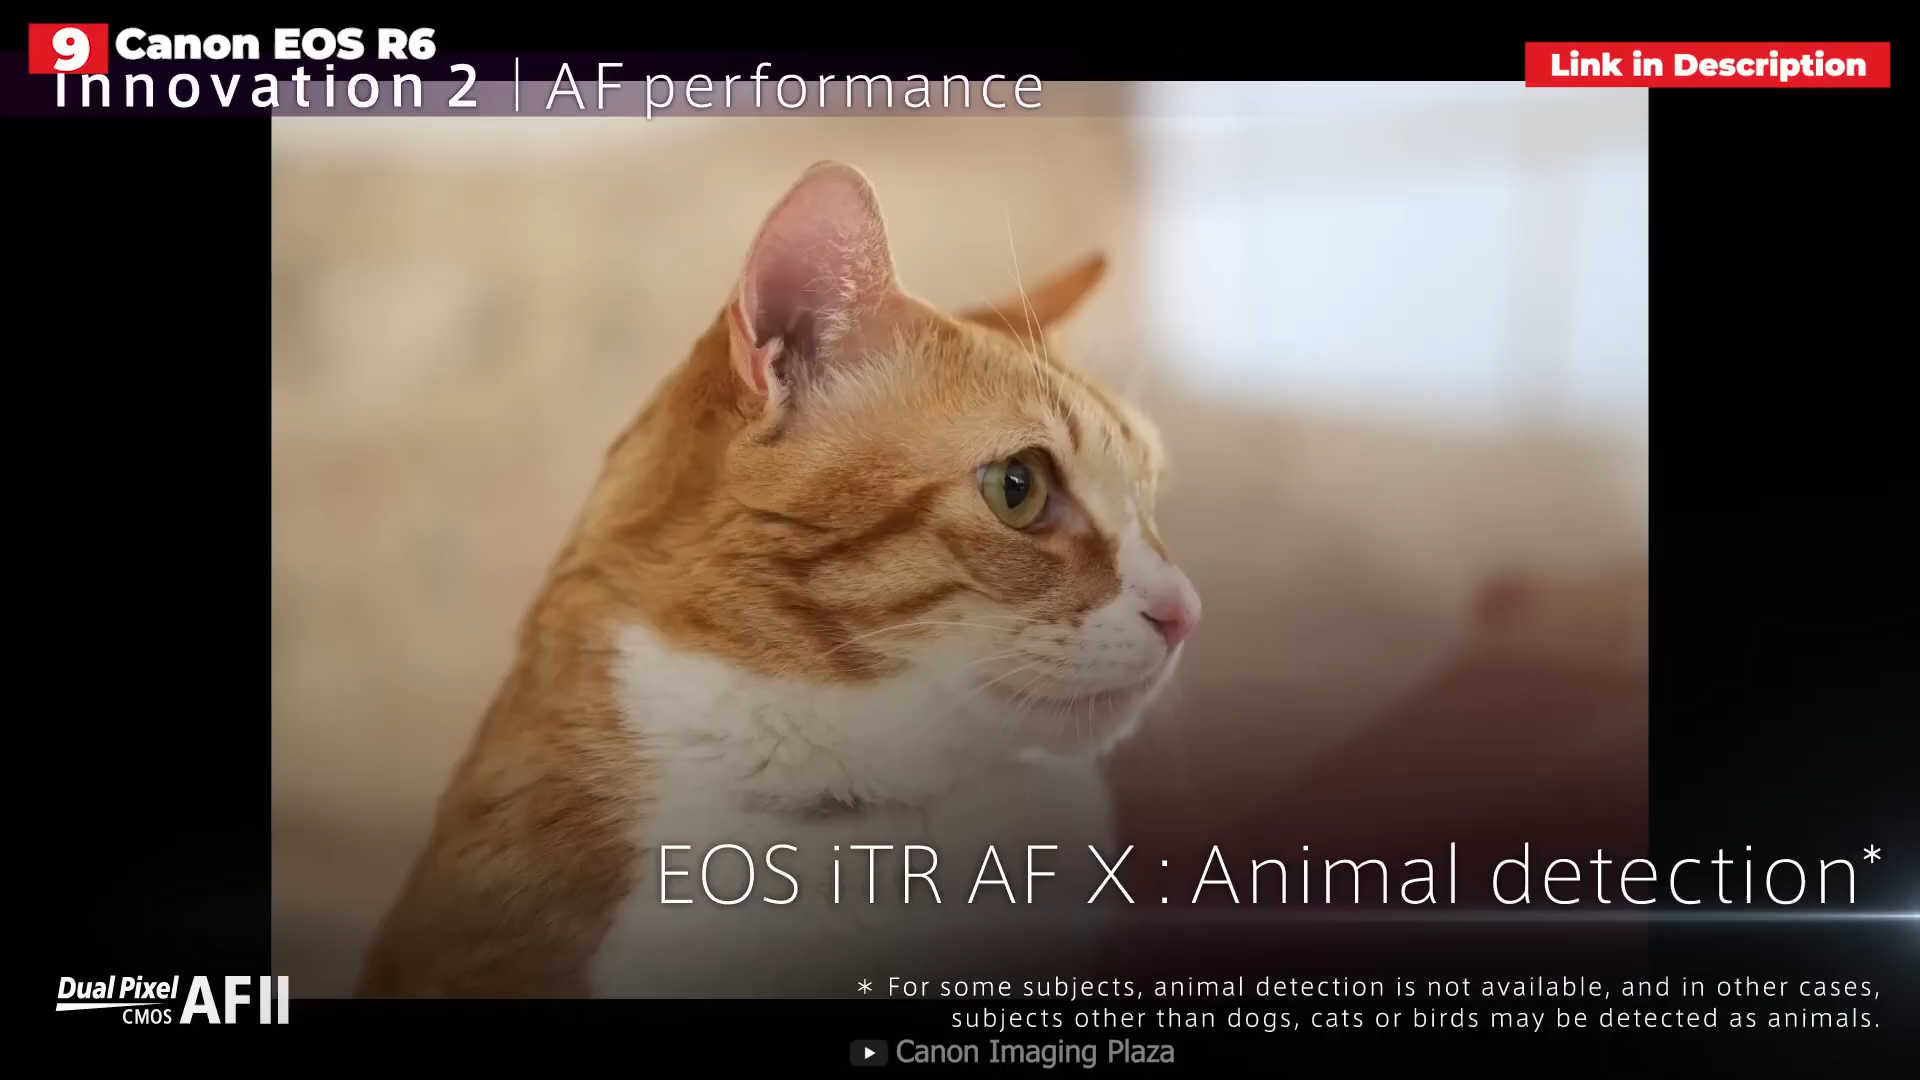 9 Canon EOS R6
Link in Description
Innovation 2 | AF performance
EOS iTR AF X : Animal detection*
Dual Pixel
CMOS AF II
* For some subjects, animal detection is not available, and in other cases,
subjects other than dogs, cats or birds may be detected as animals.
Canon Imaging Plaza